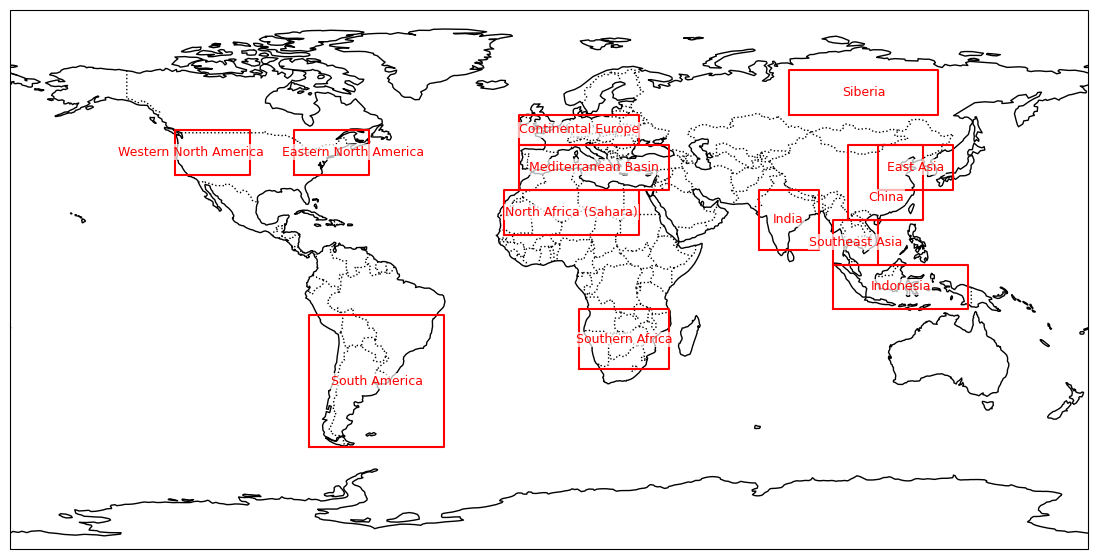 Siberia
Continental Europe
Western North America
Eastern North America
Mediterranean Basin
East Asia
China
North Africa (Sahara)
India
Southeast Asia
Indonesia
Southern Africa
South America